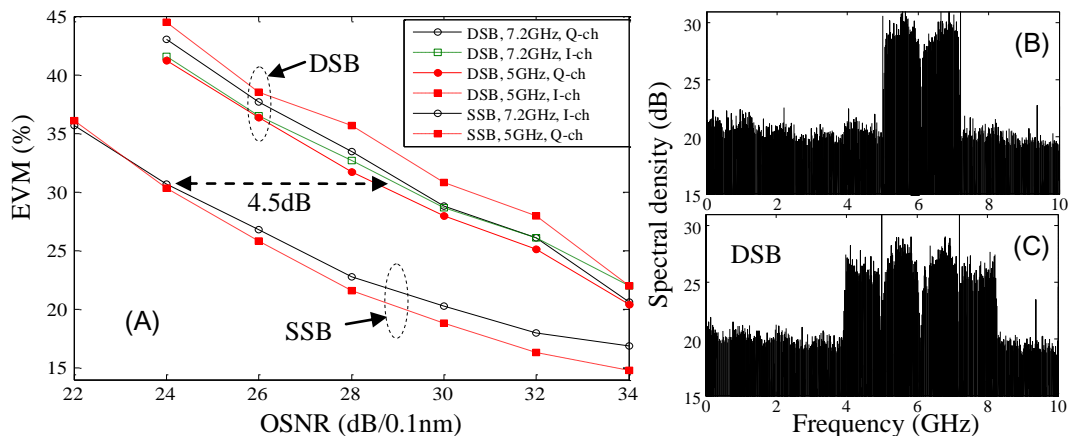 45
40
35
30
25
20
15
EVM (%)
22
24
26
28
30
32
34
OSNR (dB/0.1nm)
DSB, 7.2GHz, Q-ch
DSB, 7.2GHz, I-ch
DSB, 5GHz, Q-ch
DSB, 5GHz, I-ch
SSB, 7.2GHz, I-ch
SSB, 5GHz, Q-ch
DSB
4.5dB
SSB
(A)
Spectral density (dB)
30
25
20
15
(B)
0
2
4
6
8
10
30
25
20
15
DSB
(C)
0
2
4
6
8
10
Frequency (GHz)